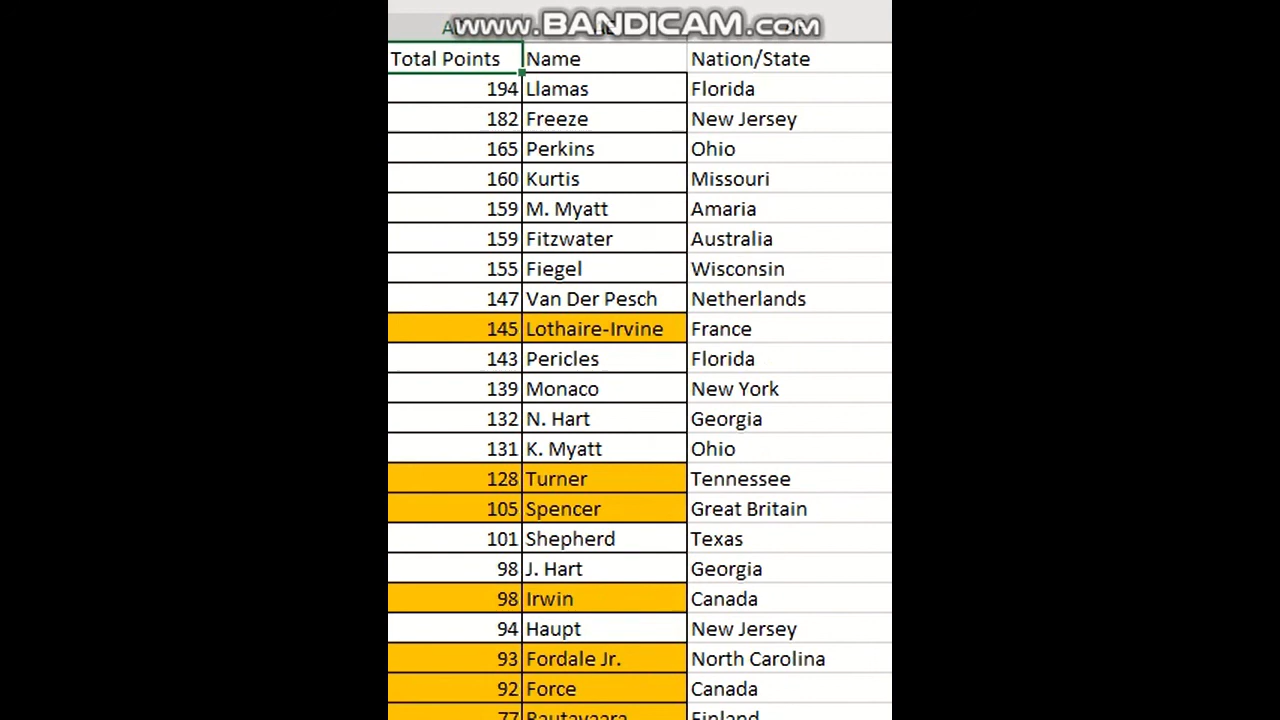 www.BANDICAM.com
Total Points Name Nation/State
194 Llamas Florida
182 Freeze New Jersey
165 Perkins Ohio
160 Kurtis Missouri
159 M. Myatt Amaria
159 Fitzwater Australia
155 Fiegel Wisconsin
147 Van Der Pesch Netherlands
145 Lothaire-Irvine France
143 Pericles Florida
139 Monaco New York
132 N. Hart Georgia
131 K. Myatt Ohio
128 Turner Tennessee
105 Spencer Great Britain
101 Shepherd Texas
98 J. Hart Georgia
98 Irwin Canada
94 Haupt New Jersey
93 Fordale Jr. North Carolina
92 Force Canada
77 Rautavaara Finland